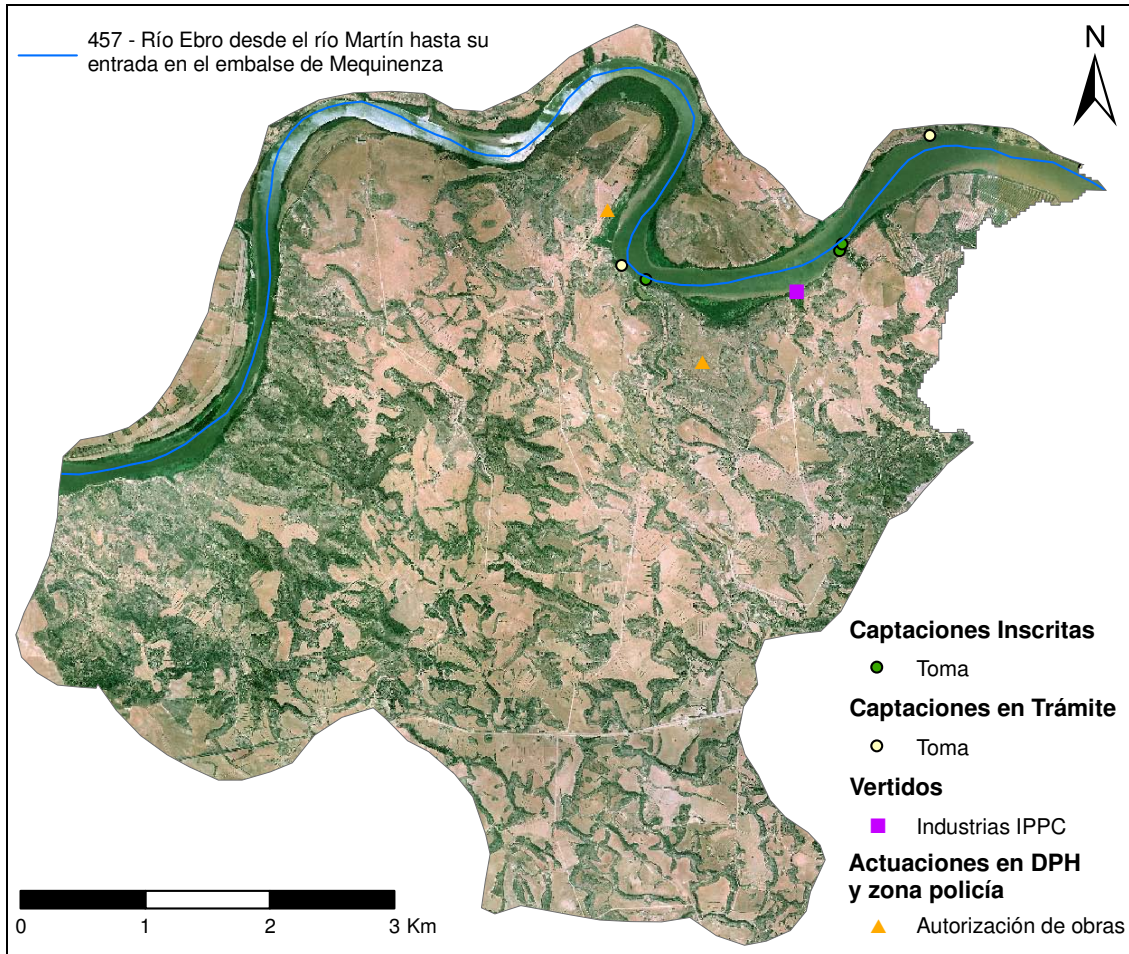 457 - Río Ebro desde el río Martín hasta su
entrada en el embalse de Mequinenza
N
Captaciones Inscritas
Toma
Captaciones en Trámite
Toma
Vertidos
Industrias IPPC
Actuaciones en DPH
y zona policía
Autorización de obras
0 1 2 3 Km